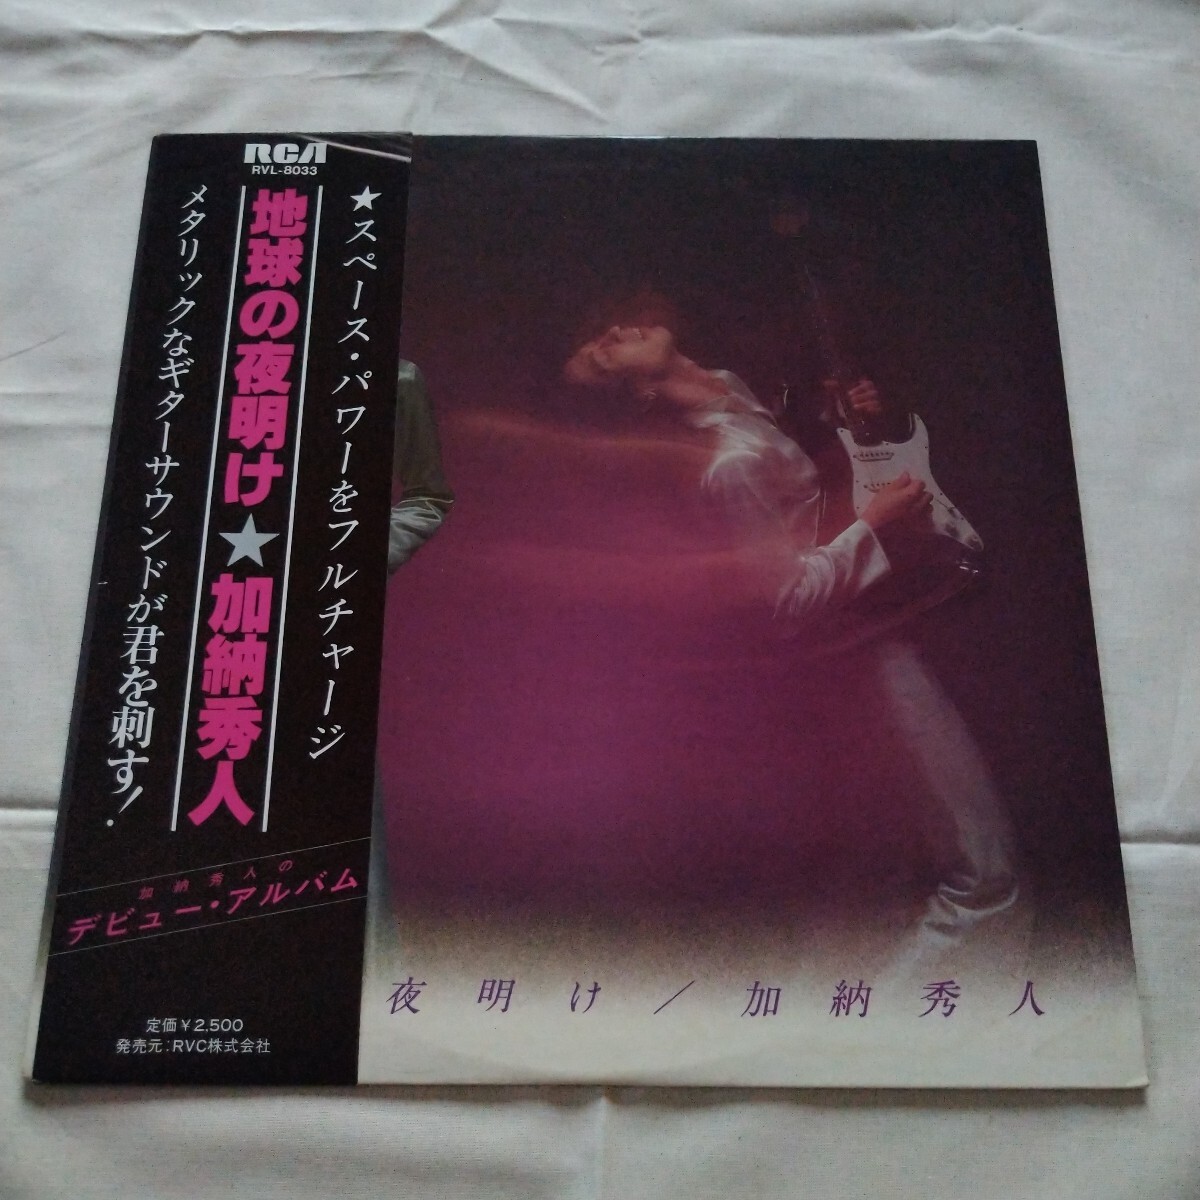 RCA
RVL-8033
★スペース・パワーをフルチャージ
地球の夜明け★加納秀人
メタリックなギターサウンドが君を刺す!
加納秀人の
デビュー・アルバム
定価¥2,500
発売元:RVC株式会社
夜明け/加納秀人